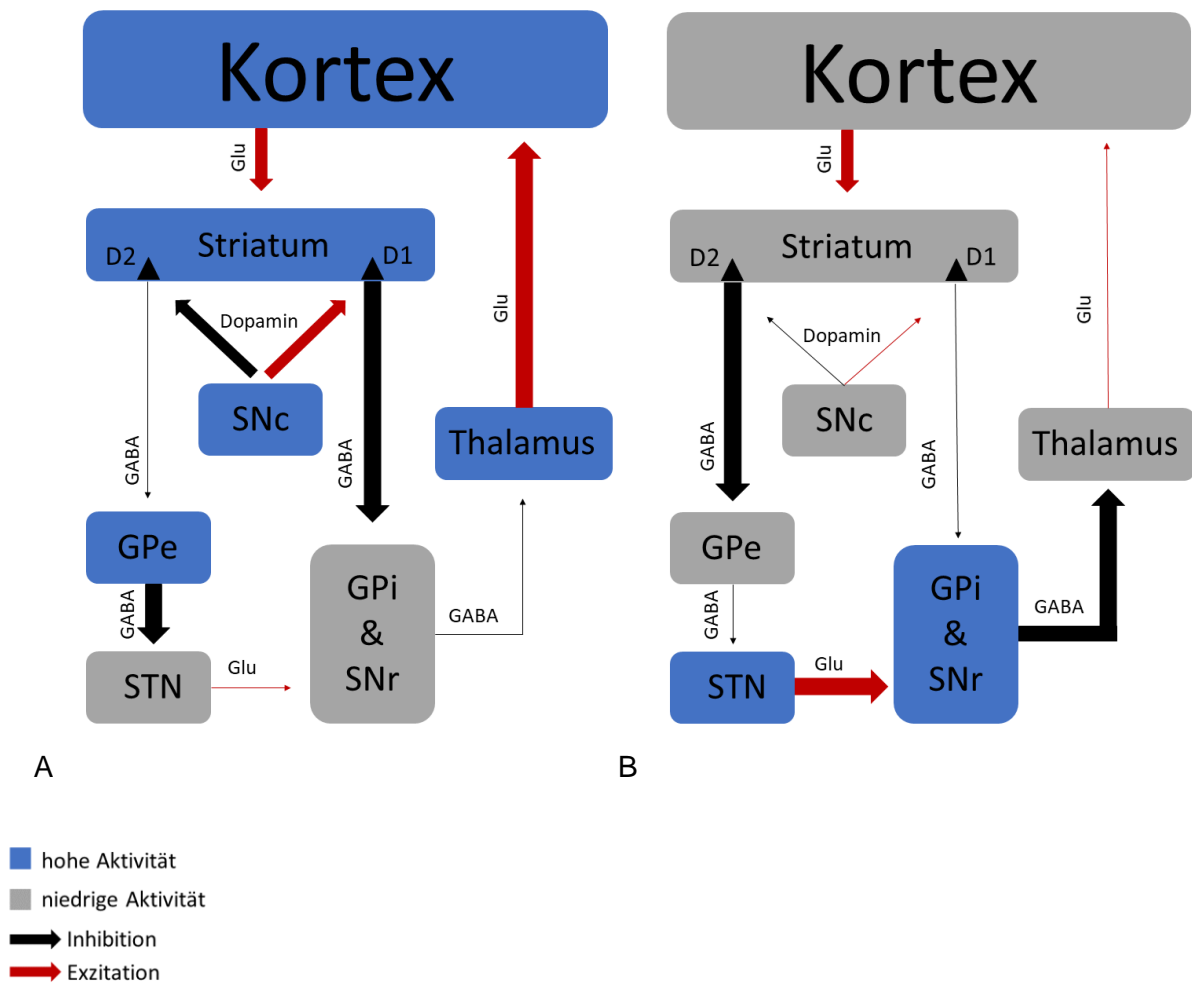 Kortex
Glu
D2
Striatum
D1
Dopamin
Glu
SNc
Thalamus
GABA
GABA
GPe
GABA
STN
Glu
GPi
&
SNr
GABA
A
Kortex
Glu
D2
Striatum
D1
Dopamin
Glu
SNc
Thalamus
GABA
GABA
GPe
GABA
STN
Glu
GPi
&
SNr
GABA
B
hohe Aktivität
niedrige Aktivität
Inhibition
Exzitation